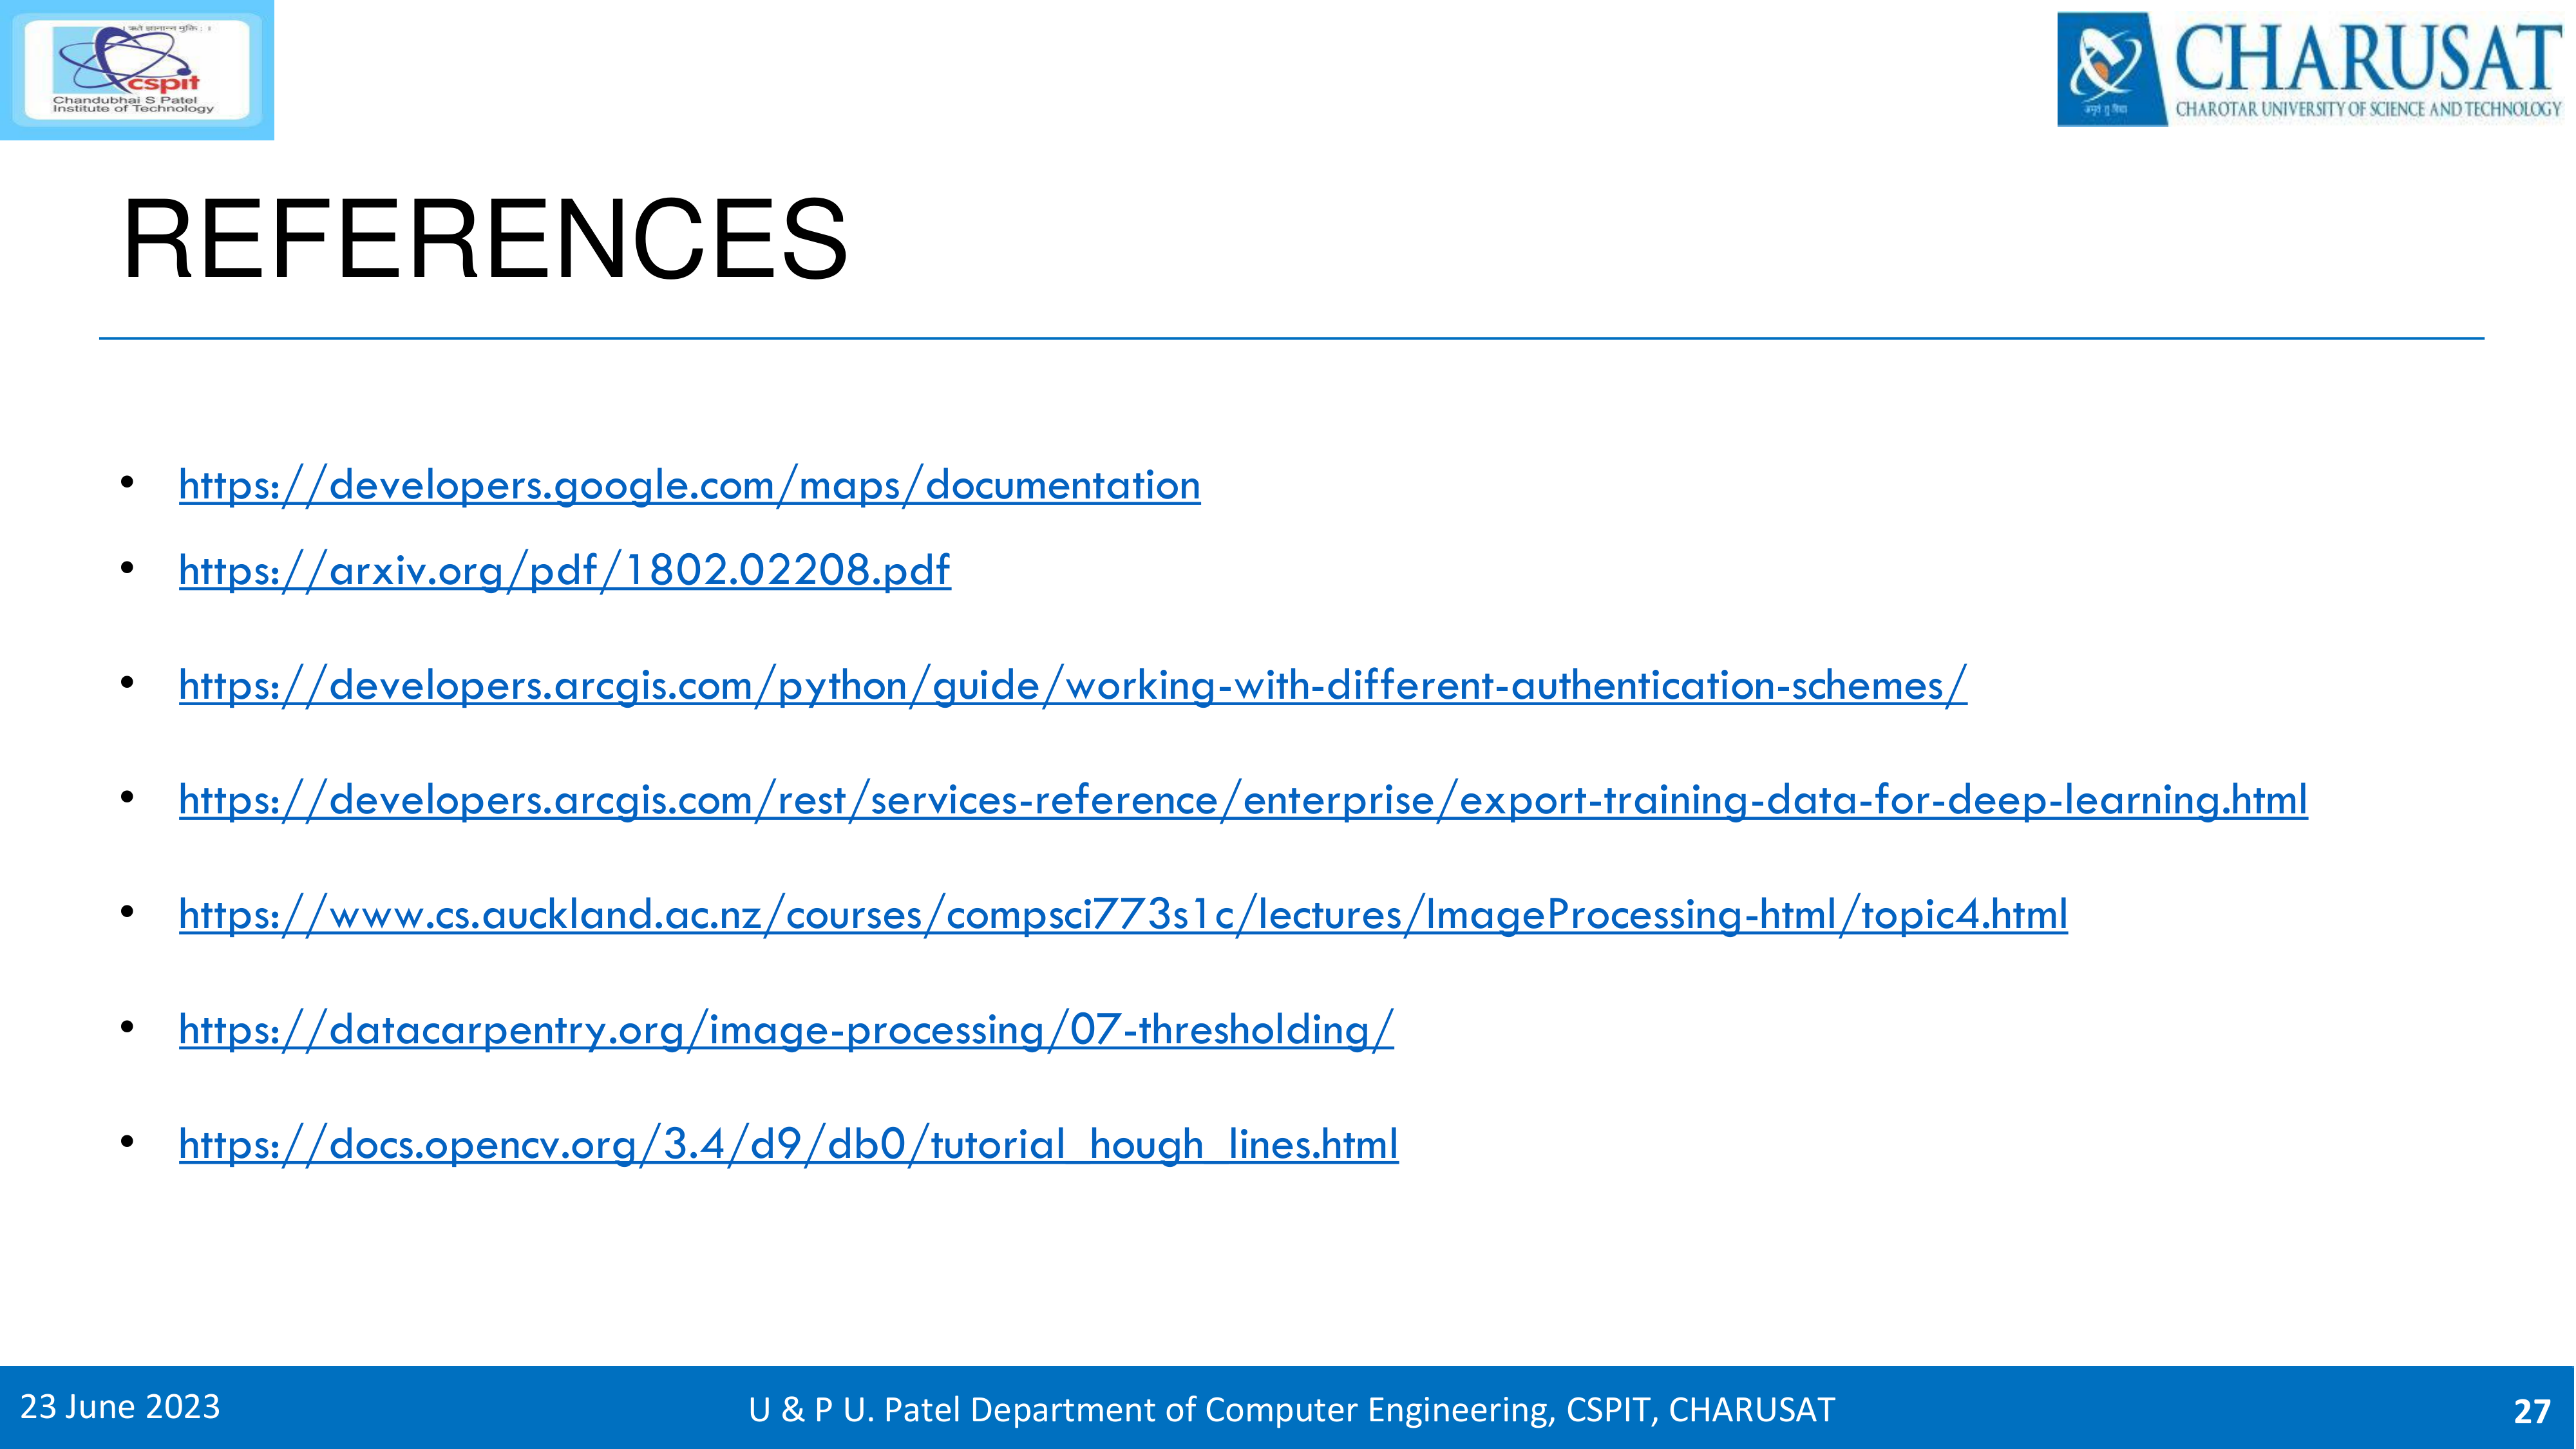 । ऋते ज्ञानान्न मुक्तिः ।
cspit
Chandubhai S Patel
Institute of Technology
CHARUSAT
CHAROTAR UNIVERSITY OF SCIENCE AND TECHNOLOGY
REFERENCES
• https://developers.google.com/maps/documentation
• https://arxiv.org/pdf/1802.02208.pdf
• https://developers.arcgis.com/python/guide/working-with-different-authentication-schemes/
• https://developers.arcgis.com/rest/services-reference/enterprise/export-training-data-for-deep-learning.html
• https://www.cs.auckland.ac.nz/courses/compsci773s1c/lectures/ImageProcessing-html/topic4.html
• https://datacarpentry.org/image-processing/07-thresholding/
• https://docs.opencv.org/3.4/d9/db0/tutorial_hough_lines.html
23 June 2023
U & P U. Patel Department of Computer Engineering, CSPIT, CHARUSAT
27